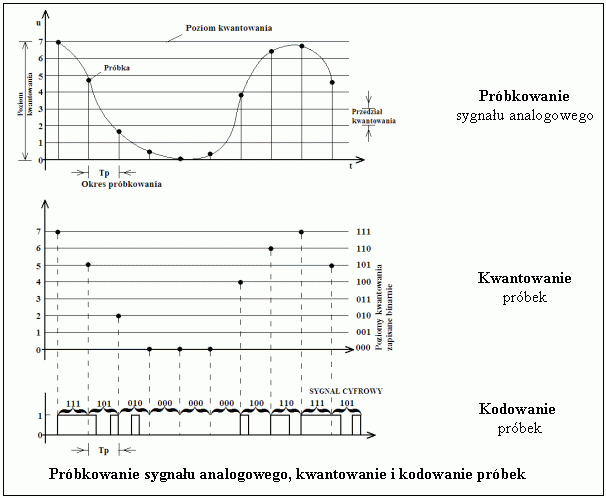 u
Poziom kwantowania
7
6
5
4
3
2
1
0
Poziom
kwantowania
Próbka
Przedział
kwantowania
t
Tp
Okres próbkowania
Próbkowanie
sygnału analogowego
7
6
5
4
3
2
1
0
111
110
101
100
011
010
001
000
Poziomy kwantowania
zapisane binarnie
Kwantowanie
próbek
SYGNAŁ CYFROWY
111 101 010 000 000 000 100 110 111 101
1
0
Tp
Kodowanie
próbek
Próbkowanie sygnału analogowego, kwantowanie i kodowanie próbek